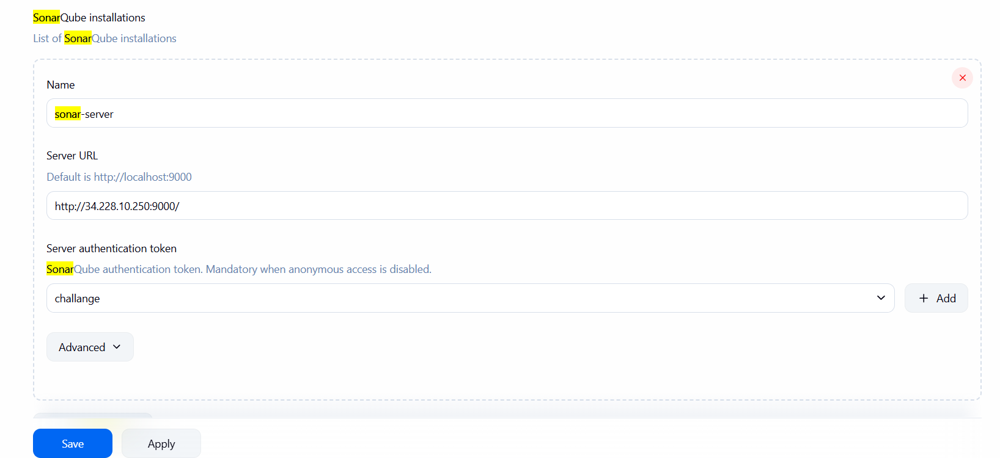 SonarQube installations
List of SonarQube installations
Name
sonar-server
Server URL
Default is http://localhost:9000
http://34.228.10.250:9000/
Server authentication token
SonarQube authentication token. Mandatory when anonymous access is disabled.
challange
+ Add
Advanced
Save
Apply